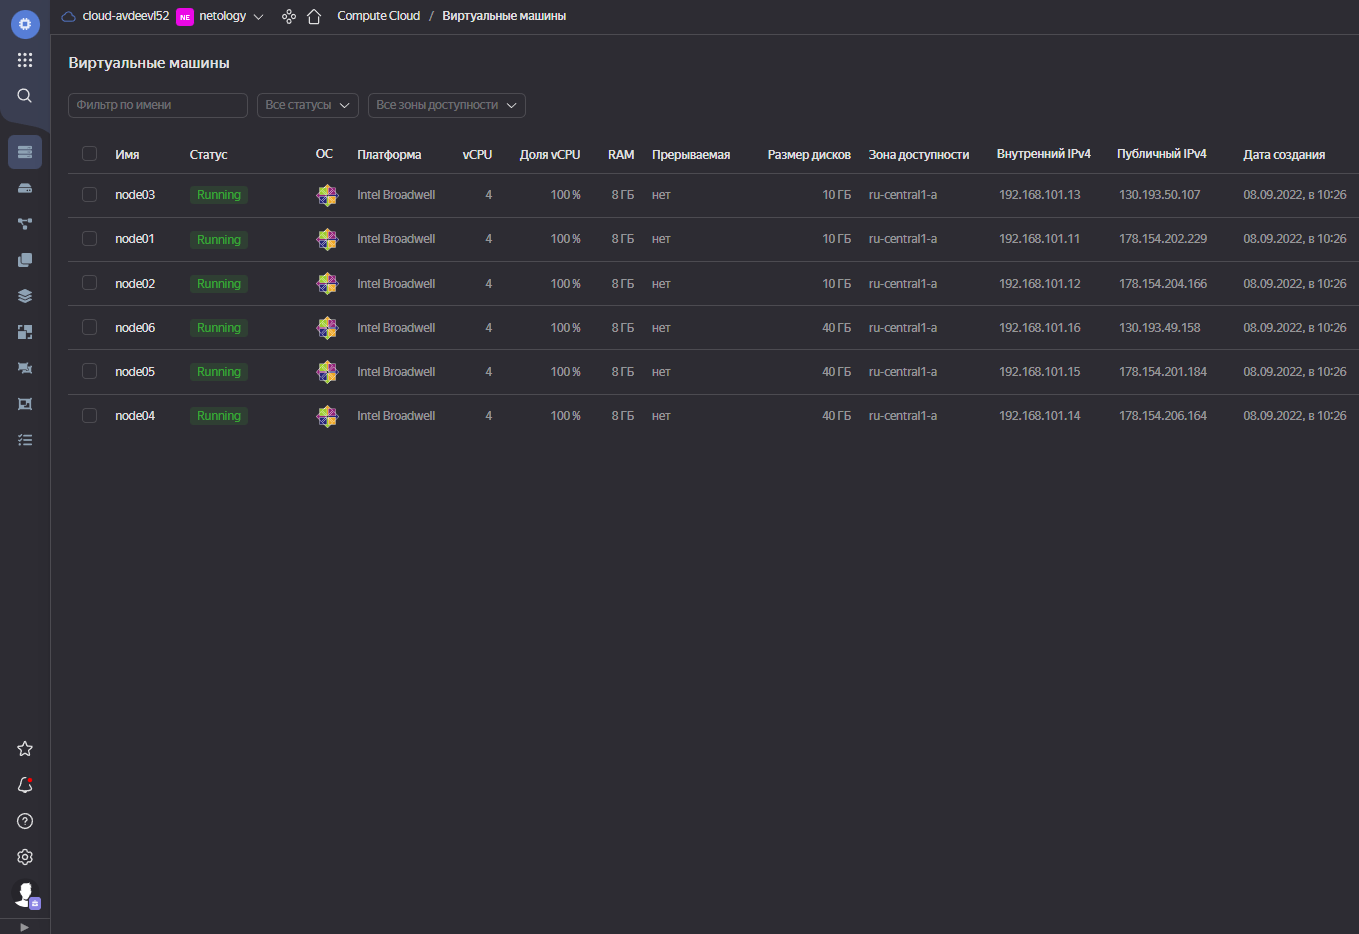 cloud-avdeevl52 NE netology Compute Cloud / Виртуальные машины
Виртуальные машины
Фильтр по имени Все статусы Все зоны доступности
Имя Статус ОС Платформа vCPU Доля vCPU RAM Прерываемая Размер дисков Зона доступности Внутренний IPv4 Публичный IPv4 Дата создания
node03 Running Intel Broadwell 4 100 % 8 ГБ нет 10 ГБ ru-central1-a 192.168.101.13 130.193.50.107 08.09.2022, в 10:26
node01 Running Intel Broadwell 4 100 % 8 ГБ нет 10 ГБ ru-central1-a 192.168.101.11 178.154.202.229 08.09.2022, в 10:26
node02 Running Intel Broadwell 4 100 % 8 ГБ нет 10 ГБ ru-central1-a 192.168.101.12 178.154.204.166 08.09.2022, в 10:26
node06 Running Intel Broadwell 4 100 % 8 ГБ нет 40 ГБ ru-central1-a 192.168.101.16 130.193.49.158 08.09.2022, в 10:26
node05 Running Intel Broadwell 4 100 % 8 ГБ нет 40 ГБ ru-central1-a 192.168.101.15 178.154.201.184 08.09.2022, в 10:26
node04 Running Intel Broadwell 4 100 % 8 ГБ нет 40 ГБ ru-central1-a 192.168.101.14 178.154.206.164 08.09.2022, в 10:26